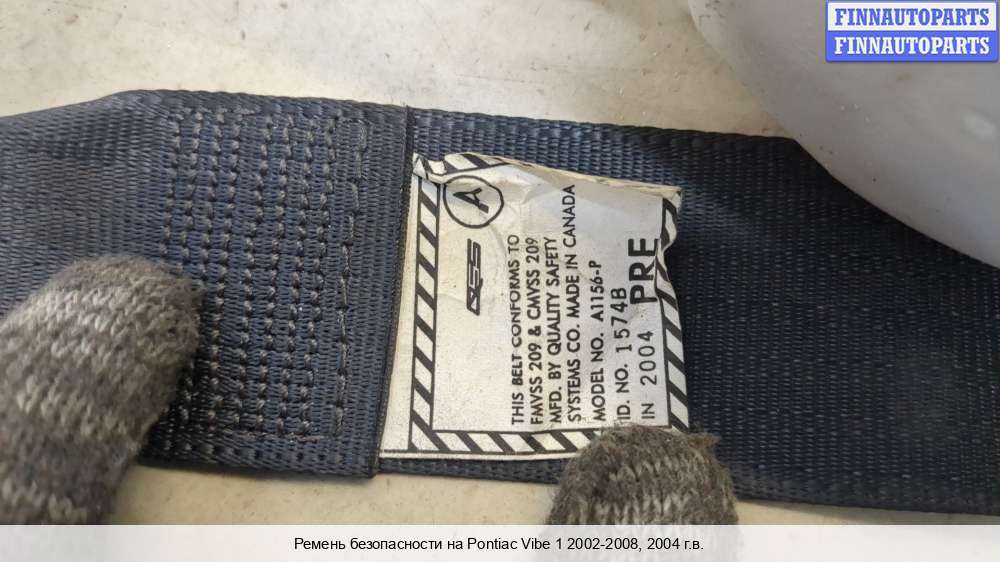 FINNAUTOPARTS
FINNAUTOPARTS
A
QSS
THIS BELT CONFORMS TO
FMVSS 209 & CMVSS 209
MFD. BY QUALITY SAFETY
SYSTEMS CO. MADE IN CANADA
MODEL NO. A1156-P
ID. NO. 1574B
IN 2004 PRE
Ремень безопасности на Pontiac Vibe 1 2002-2008, 2004 г.в.